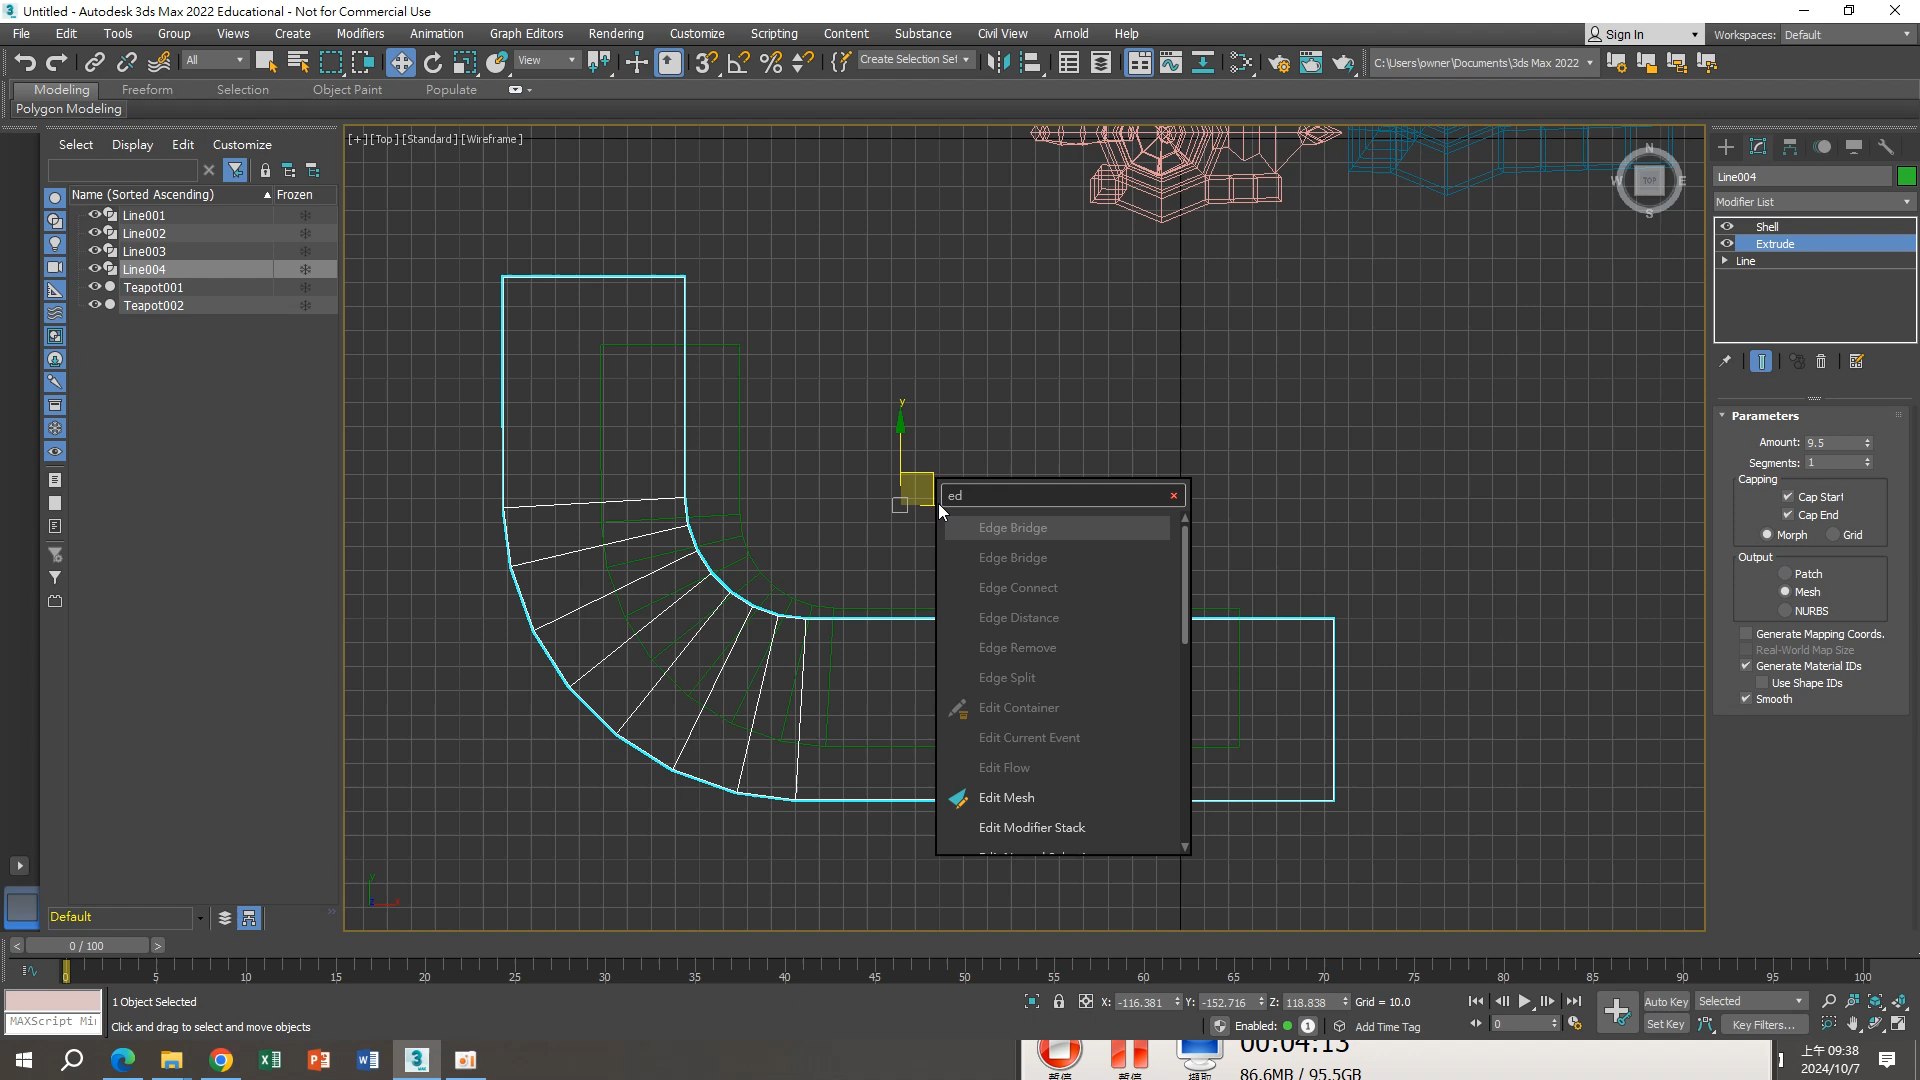 Untitled - Autodesk 3ds Max 2022 Educational - Not for Commercial Use
File Edit Tools Group Views Create Modifiers Animation Graph Editors Rendering Customize Scripting Content Substance Civil View Arnold Help
Sign In Workspaces: Default
All View Create Selection Set C:\Users\owner\Documents\3ds Max 2022
Modeling Freeform Selection Object Paint Populate
Polygon Modeling
Select Display Edit Customize
Name (Sorted Ascending) Frozen
Line001
Line002
Line003
Line004
Teapot001
Teapot002
Default
[+] [Top] [Standard] [Wireframe]
N
W TOP E
S
y
ed
Edge Bridge
Edge Bridge
Edge Connect
Edge Distance
Edge Remove
Edge Split
Edit Container
Edit Current Event
Edit Flow
Edit Mesh
Edit Modifier Stack
Line004
Modifier List
Shell
Extrude
Line
Parameters
Amount: 9.5
Segments: 1
Capping
Cap Start
Cap End
Morph Grid
Output
Patch
Mesh
NURBS
Generate Mapping Coords.
Real-World Map Size
Generate Material IDs
Use Shape IDs
Smooth
0 / 100
0 5 10 15 20 25 30 35 40 45 50 55 60 65 70 75 80 85 90 95 100
1 Object Selected
X: -116.381 Y: -152.716 Z: 118.838 Grid = 10.0
Auto Key Selected
MAXScript Mi
Click and drag to select and move objects
Enabled: 1 Add Time Tag
0
Set Key Key Filters...
00:04:13
86.6MB / 95.5GB
上午 09:38
2024/10/7